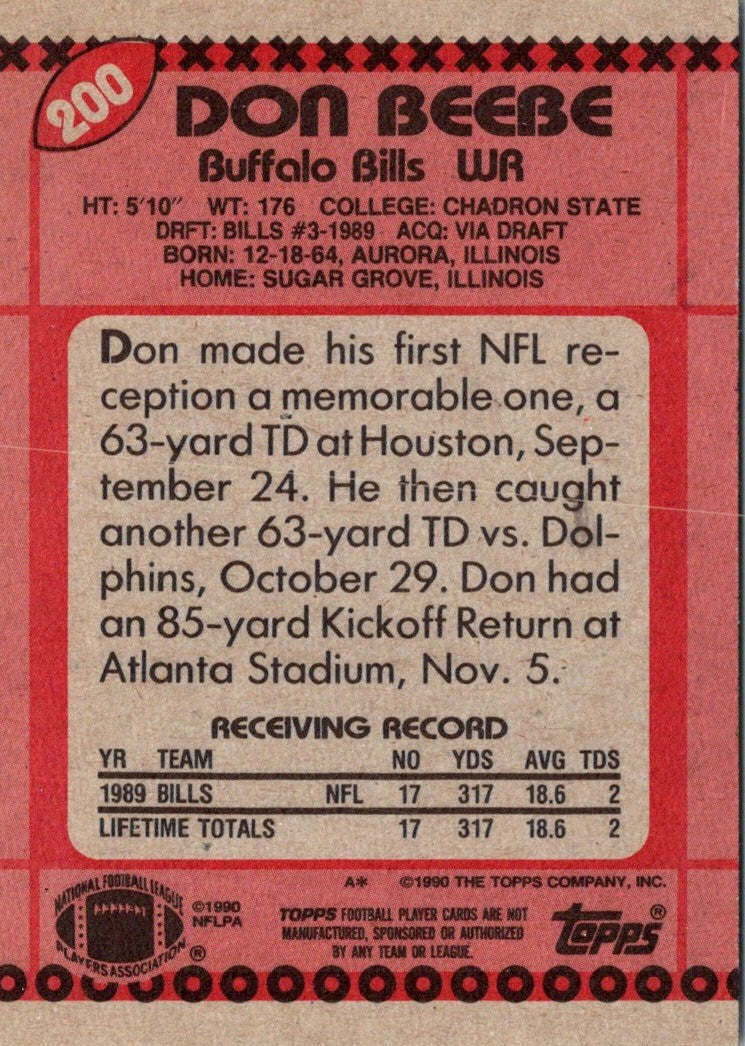 200
DON BEEBE
Buffalo Bills WR
HT: 5'10" WT: 176 COLLEGE: CHADRON STATE
DRFT: BILLS #3-1989 ACQ: VIA DRAFT
BORN: 12-18-64, AURORA, ILLINOIS
HOME: SUGAR GROVE, ILLINOIS
Don made his first NFL re-
ception a memorable one, a
63-yard TD at Houston, Sep-
tember 24. He then caught
another 63-yard TD vs. Dol-
phins, October 29. Don had
an 85-yard Kickoff Return at
Atlanta Stadium, Nov. 5.
RECEIVING RECORD
YR TEAM NO YDS AVG TDS
1989 BILLS NFL 17 317 18.6 2
LIFETIME TOTALS 17 317 18.6 2
A* ©1990 THE TOPPS COMPANY, INC.
NATIONAL FOOTBALL LEAGUE
PLAYERS ASSOCIATION ®
©1990
NFLPA
TOPPS FOOTBALL PLAYER CARDS ARE NOT
MANUFACTURED, SPONSORED OR AUTHORIZED
BY ANY TEAM OR LEAGUE.
Topps®